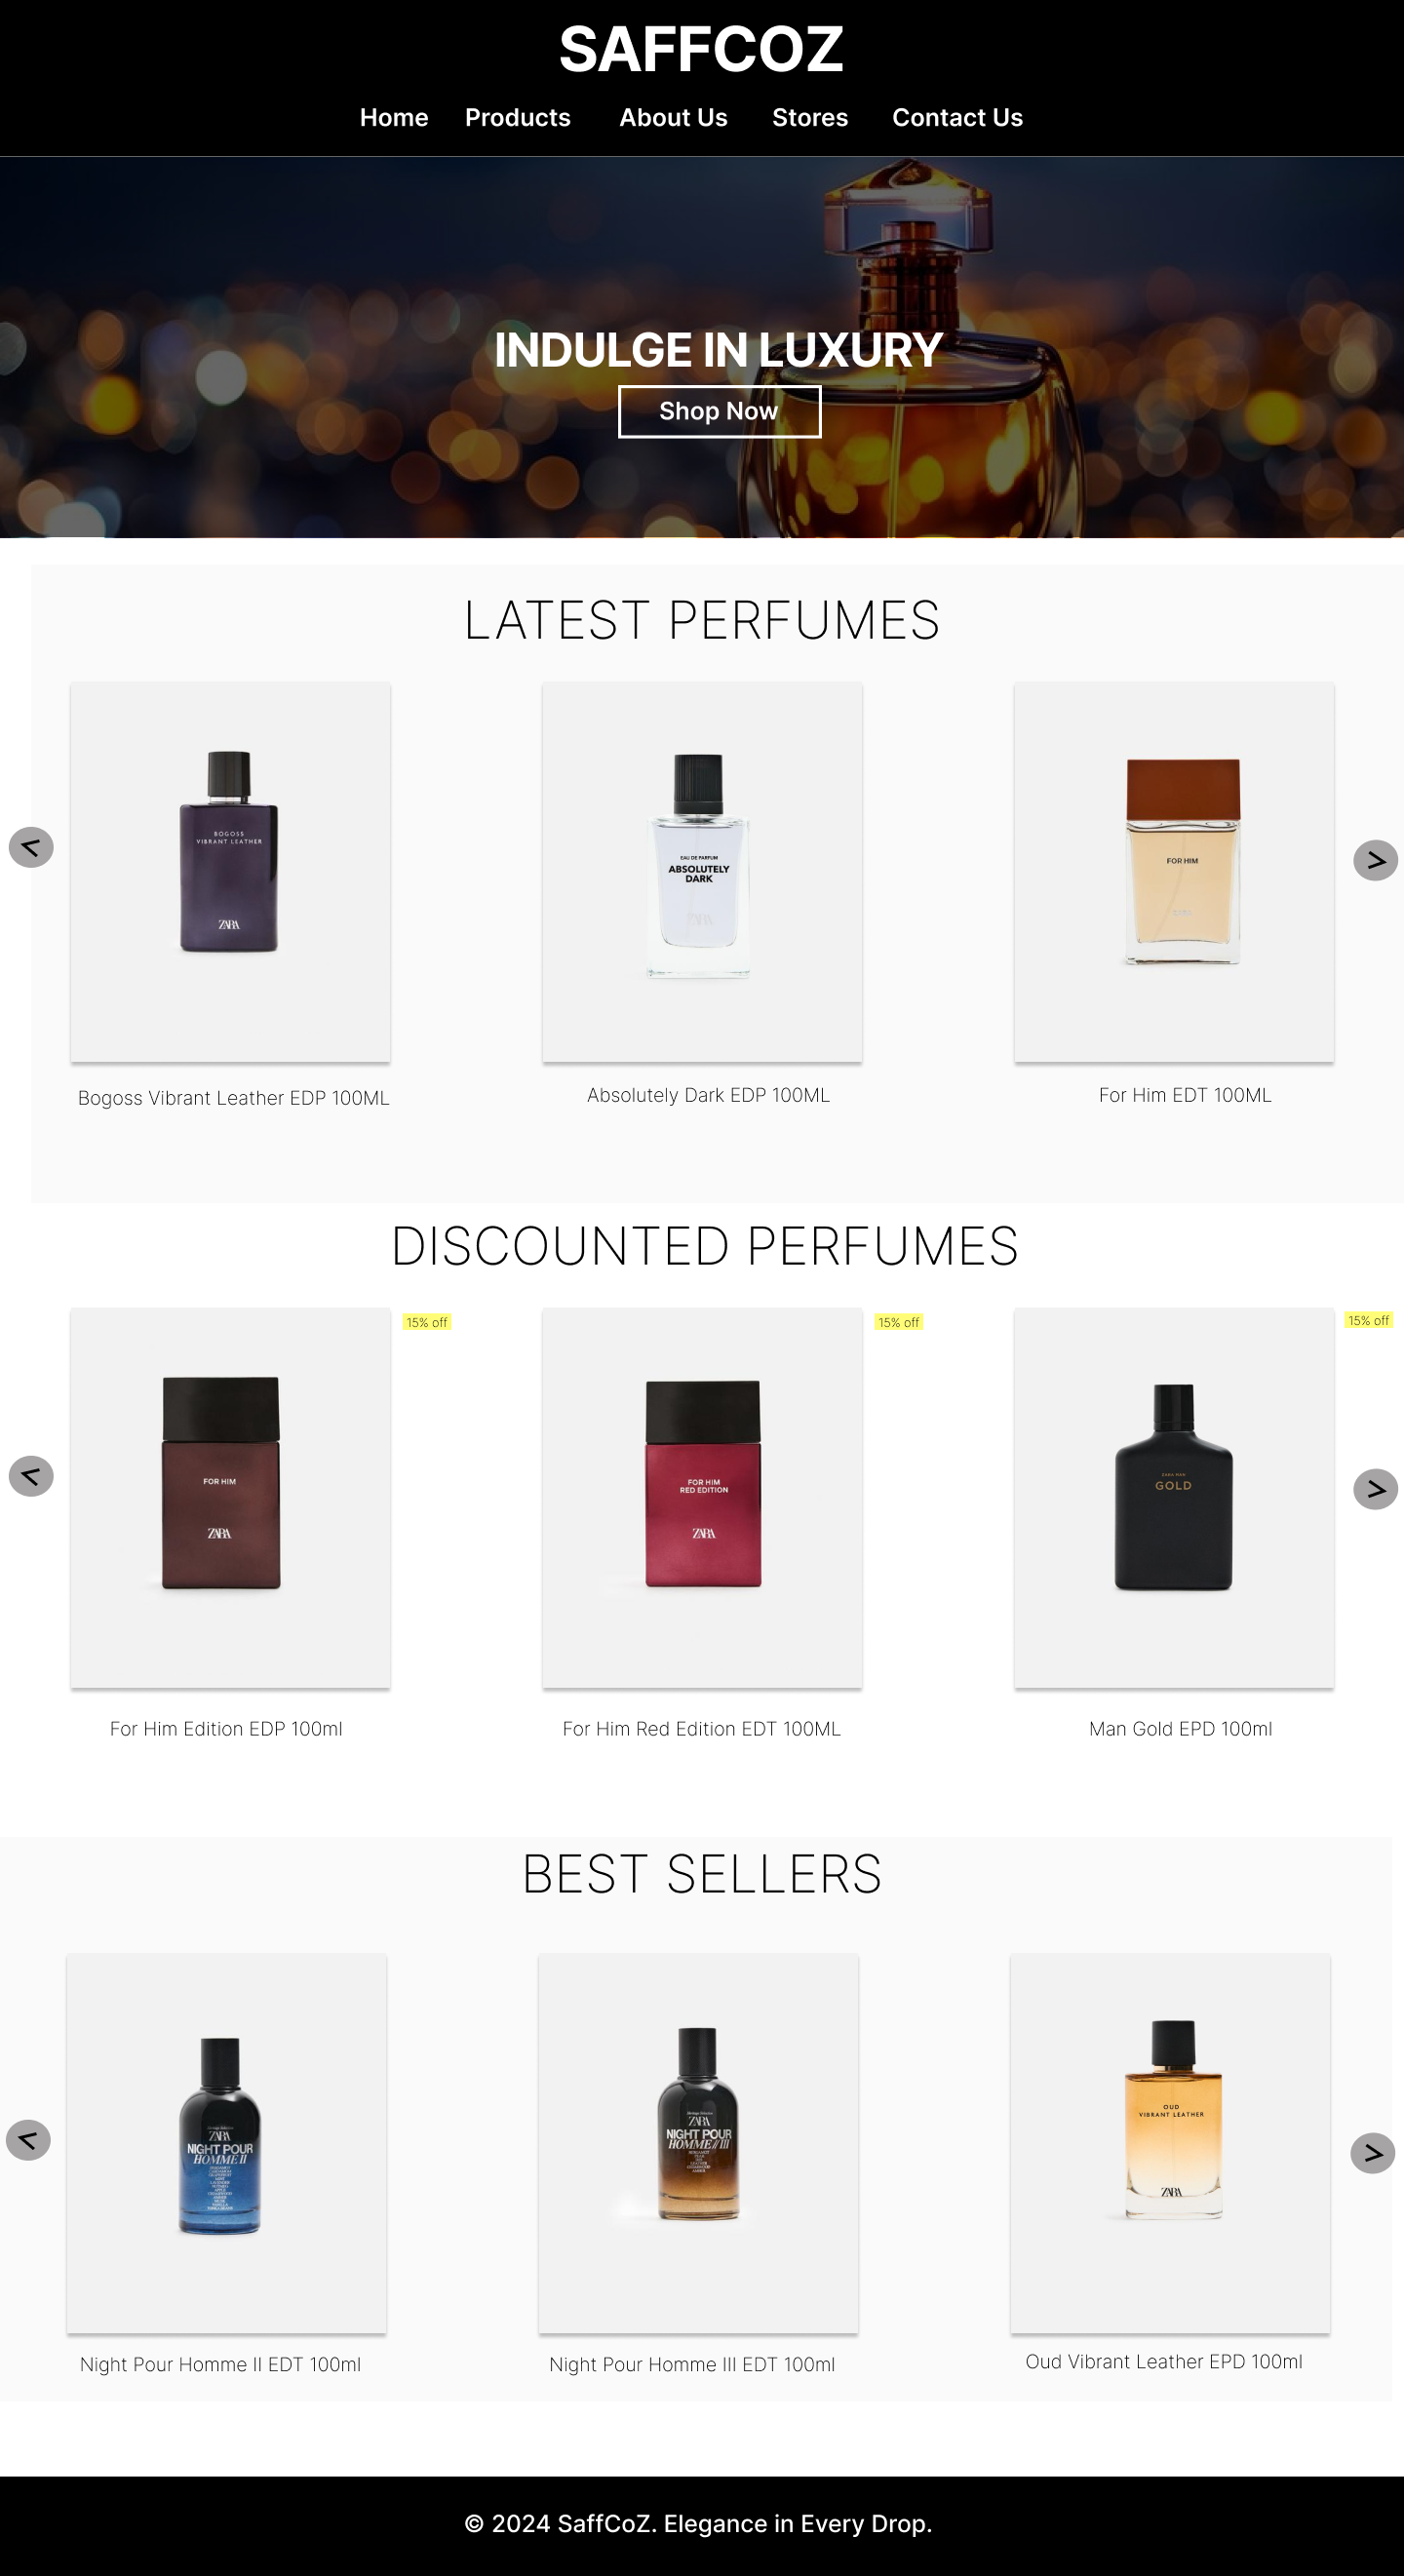 SAFFCOZ
Home Products About Us Stores Contact Us
INDULGE IN LUXURY
Shop Now
LATEST PERFUMES
BOGOSS
VIBRANT LEATHER
ZARA
EAU DE PARFUM
ABSOLUTELY
DARK
ZARA
FOR HIM
ZARA
<
>
Bogoss Vibrant Leather EDP 100ML
Absolutely Dark EDP 100ML
For Him EDT 100ML
DISCOUNTED PERFUMES
15% off
15% off
15% off
FOR HIM
ZARA
FOR HIM
RED EDITION
ZARA
ZARA MAN
GOLD
<
>
For Him Edition EDP 100ml
For Him Red Edition EDT 100ML
Man Gold EPD 100ml
BEST SELLERS
ZARA
NIGHT POUR
HOMME II
ZARA
NIGHT POUR
HOMME///III
OUD
VIBRANT LEATHER
ZARA
<
>
Night Pour Homme II EDT 100ml
Night Pour Homme III EDT 100ml
Oud Vibrant Leather EPD 100ml
© 2024 SaffCoZ. Elegance in Every Drop.